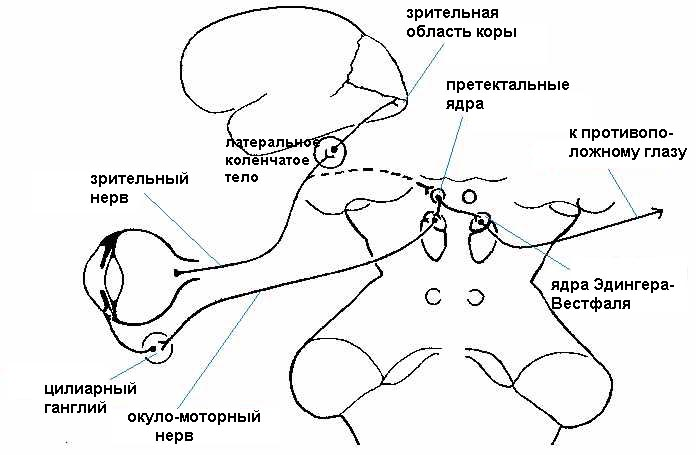 зрительная
область коры
претектальные
ядра
к противопо-
ложному глазу
латеральное
коленчатое
тело
зрительный
нерв
ядра Эдингера-
Вестфаля
цилиарный
ганглий
окуло-моторный
нерв